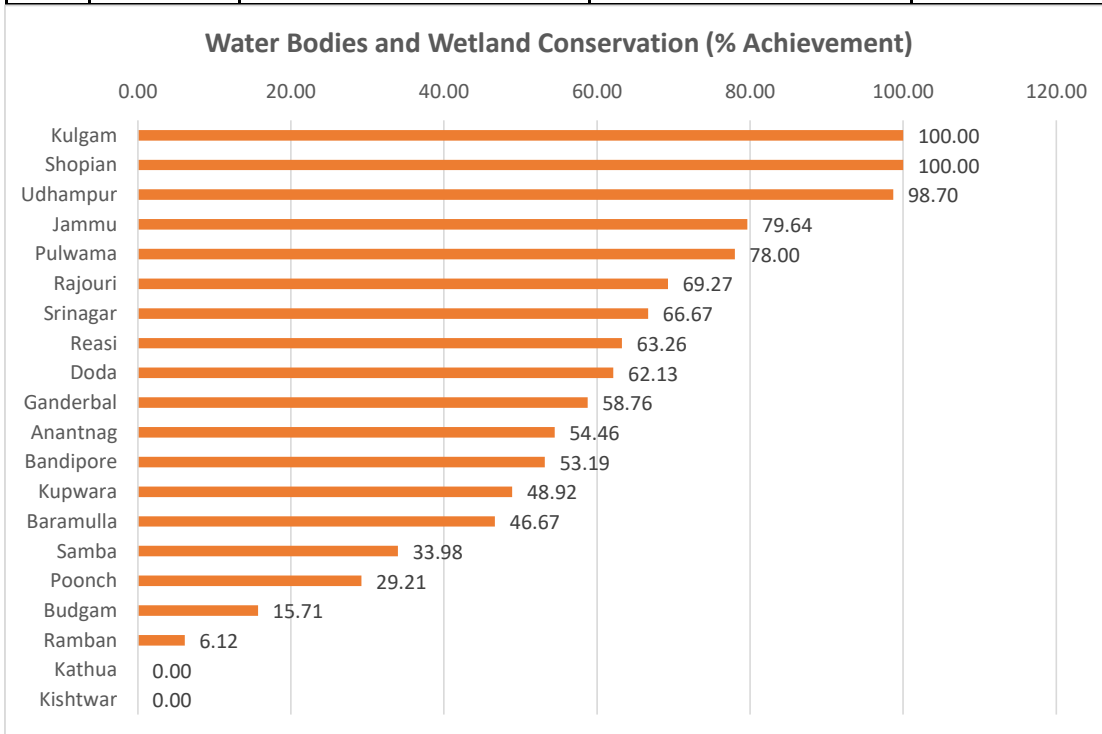 Water Bodies and Wetland Conservation (% Achievement)
0.00 20.00 40.00 60.00 80.00 100.00 120.00
Kulgam 100.00
Shopian 100.00
Udhampur 98.70
Jammu 79.64
Pulwama 78.00
Rajouri 69.27
Srinagar 66.67
Reasi 63.26
Doda 62.13
Ganderbal 58.76
Anantnag 54.46
Bandipore 53.19
Kupwara 48.92
Baramulla 46.67
Samba 33.98
Poonch 29.21
Budgam 15.71
Ramban 6.12
Kathua 0.00
Kishtwar 0.00